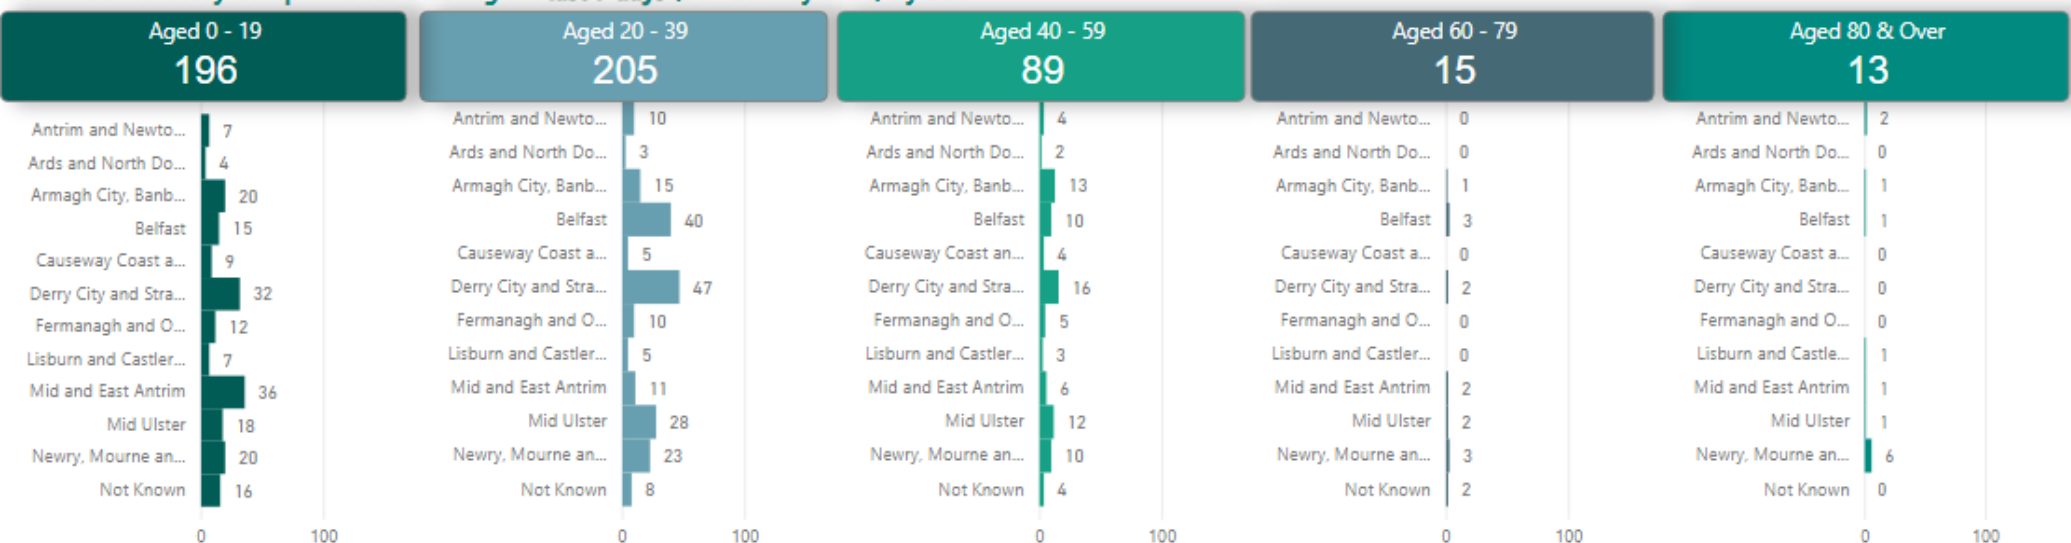 Aged 0 - 19
196
Antrim and Newto... 7
Ards and North Do... 4
Armagh City, Banb... 20
Belfast 15
Causeway Coast a... 9
Derry City and Stra... 32
Fermanagh and O... 12
Lisburn and Castler... 7
Mid and East Antrim 36
Mid Ulster 18
Newry, Mourne an... 20
Not Known 16
0 100
Aged 20 - 39
205
Antrim and Newto... 10
Ards and North Do... 3
Armagh City, Banb... 15
Belfast 40
Causeway Coast a... 5
Derry City and Stra... 47
Fermanagh and O... 10
Lisburn and Castler... 5
Mid and East Antrim 11
Mid Ulster 28
Newry, Mourne an... 23
Not Known 8
0 100
Aged 40 - 59
89
Antrim and Newto... 4
Ards and North Do... 2
Armagh City, Banb... 13
Belfast 10
Causeway Coast an... 4
Derry City and Stra... 16
Fermanagh and O... 5
Lisburn and Castler... 3
Mid and East Antrim 6
Mid Ulster 12
Newry, Mourne an... 10
Not Known 4
0 100
Aged 60 - 79
15
Antrim and Newto... 0
Ards and North Do... 0
Armagh City, Banb... 1
Belfast 3
Causeway Coast a... 0
Derry City and Stra... 2
Fermanagh and O... 0
Lisburn and Castler... 0
Mid and East Antrim 2
Mid Ulster 2
Newry, Mourne an... 3
Not Known 2
0 100
Aged 80 & Over
13
Antrim and Newto... 2
Ards and North Do... 0
Armagh City, Banb... 1
Belfast 1
Causeway Coast a... 0
Derry City and Stra... 0
Fermanagh and O... 0
Lisburn and Castle... 1
Mid and East Antrim 1
Mid Ulster 1
Newry, Mourne an... 6
Not Known 0
0 100